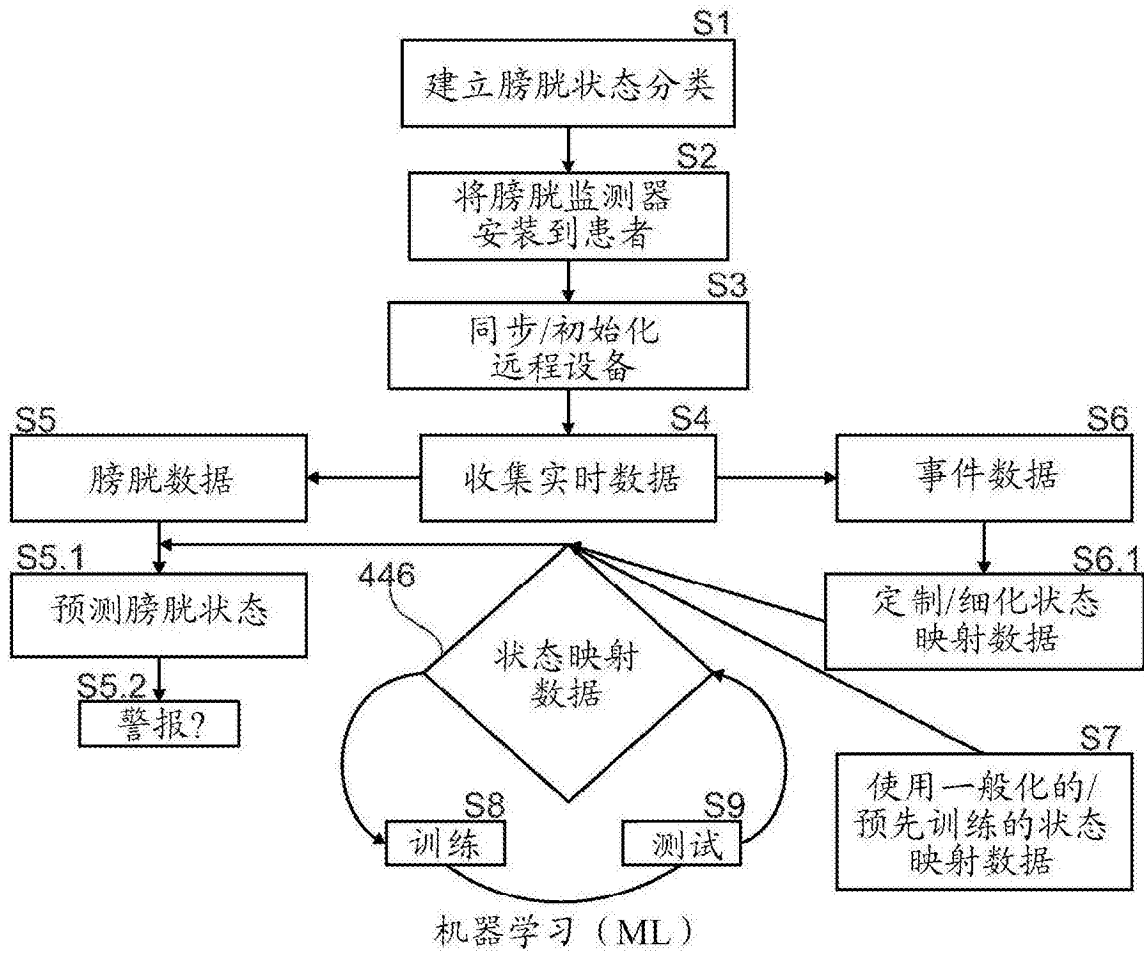 S1
建立膀胱状态分类
S2
将膀胱监测器
安装到患者
S3
同步/初始化
远程设备
S5
膀胱数据
S4
收集实时数据
S6
事件数据
S5.1
预测膀胱状态
446
状态映射
数据
S6.1
定制/细化状态
映射数据
S5.2
警报?
S7
使用一般化的/
预先训练的状态
映射数据
S8
训练
S9
测试
机器学习（ML）